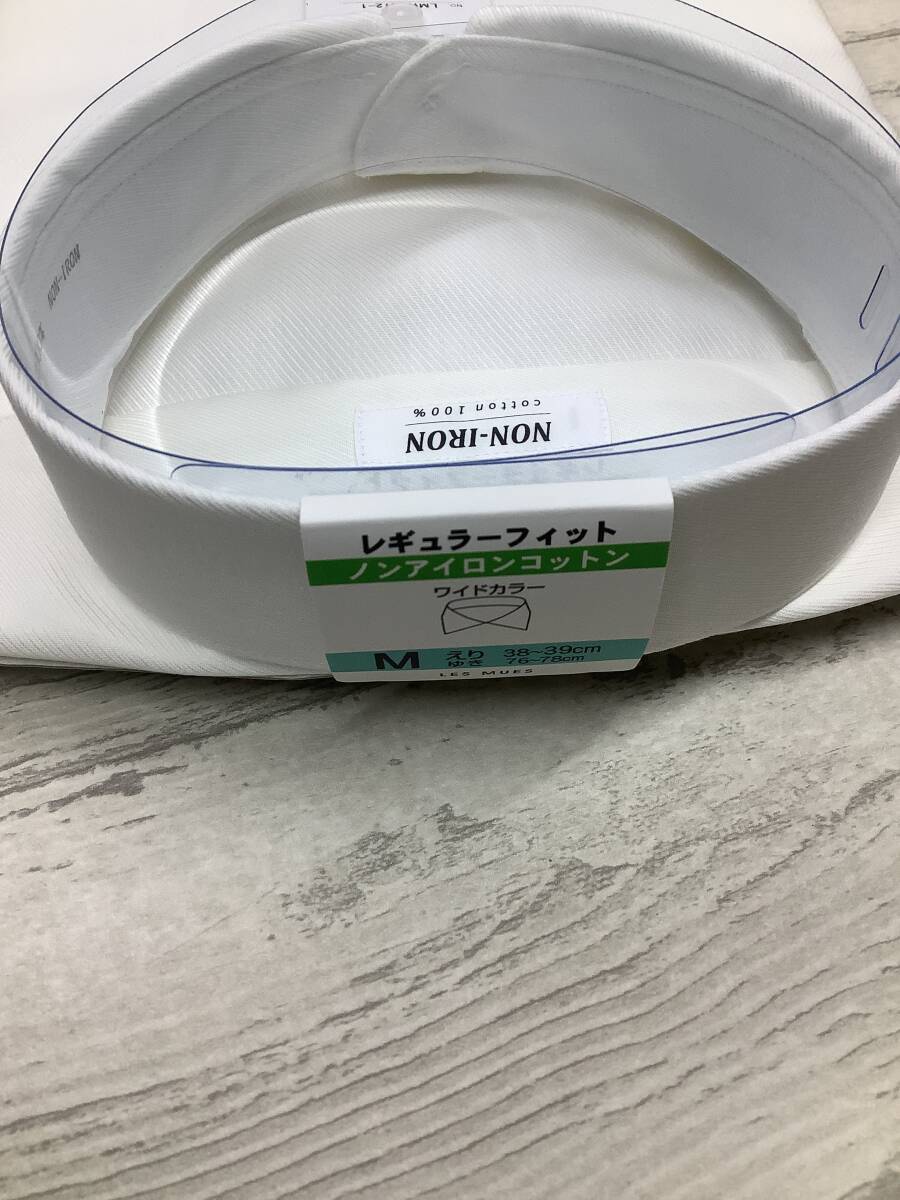 NON-IRON
NON-IRON
cotton 100%
レギュラーフィット
ノンアイロンコットン
ワイドカラー
M えり 38~39cm
ゆき 76~78cm
LES MUES